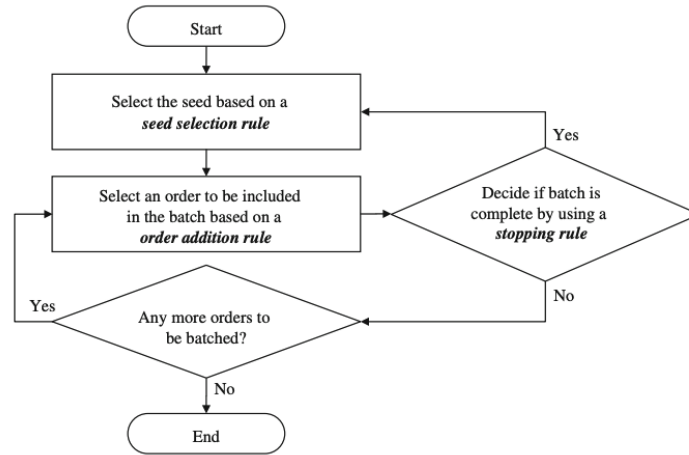 Start
Select the seed based on a
seed selection rule
Yes
Select an order to be included
in the batch based on a
order addition rule
Decide if batch is
complete by using a
stopping rule
No
Yes
Any more orders to
be batched?
No
End